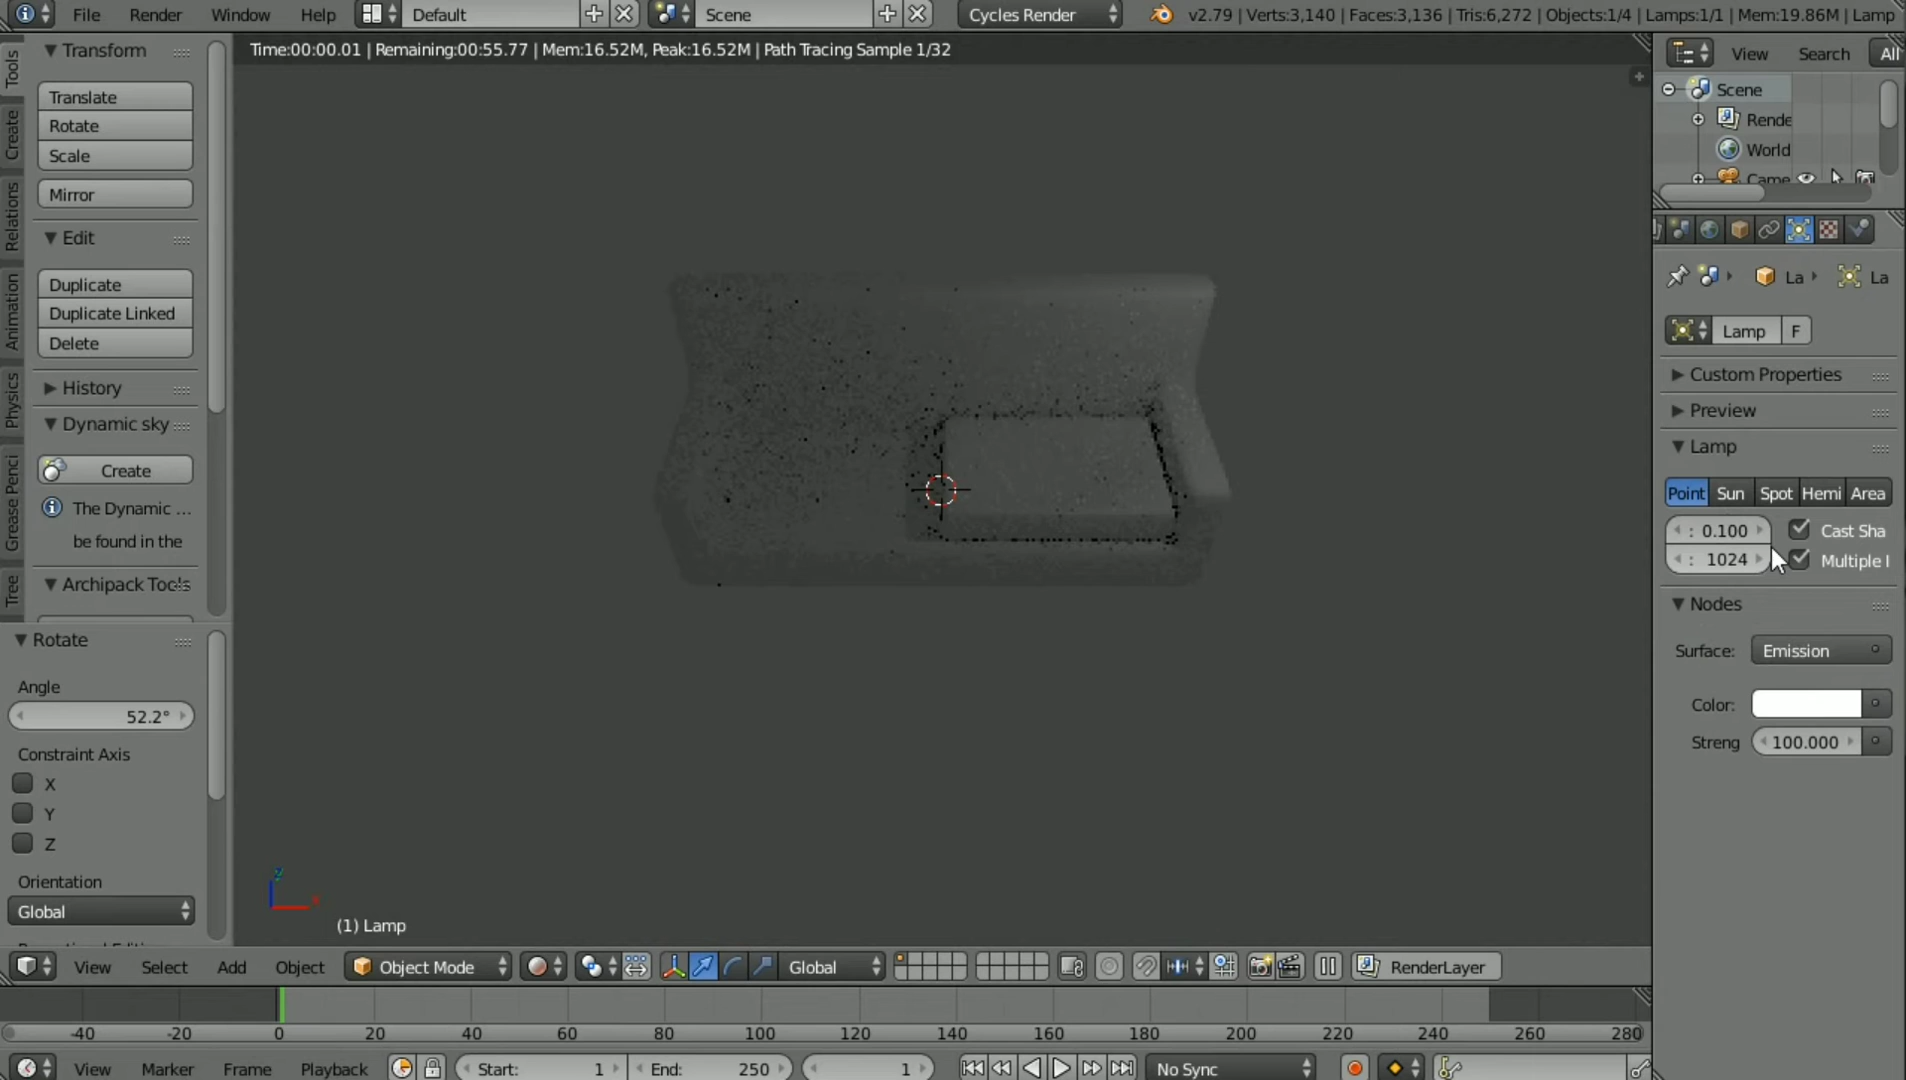 File Render Window Help Default Scene Cycles Render v2.79 | Verts:3,140 | Faces:3,136 | Tris:6,272 | Objects:1/4 | Lamps:1/1 | Mem:19.86M | Lamp
Time:00:00.01 | Remaining:00:55.77 | Mem:16.52M, Peak:16.52M | Path Tracing Sample 1/32
Tools
Create
Relations
Animation
Physics
Grease Penci
Tree
Transform
Translate
Rotate
Scale
Mirror
Edit
Duplicate
Duplicate Linked
Delete
History
Dynamic sky
Create
The Dynamic ...
be found in the
Archipack Tools
Rotate
Angle
52.2°
Constraint Axis
X
Y
Z
Orientation
Global
(1) Lamp
View Select Add Object Object Mode Global RenderLayer
-40 -20 0 20 40 60 80 100 120 140 160 180 200 220 240 260 280
View Marker Frame Playback Start: 1 End: 250 1 No Sync
View Search All
Scene
Rende
World
Came
La La
Lamp F
Custom Properties
Preview
Lamp
Point Sun Spot Hemi Area
: 0.100 Cast Sha
: 1024 Multiple I
Nodes
Surface: Emission
Color:
Streng 100.000